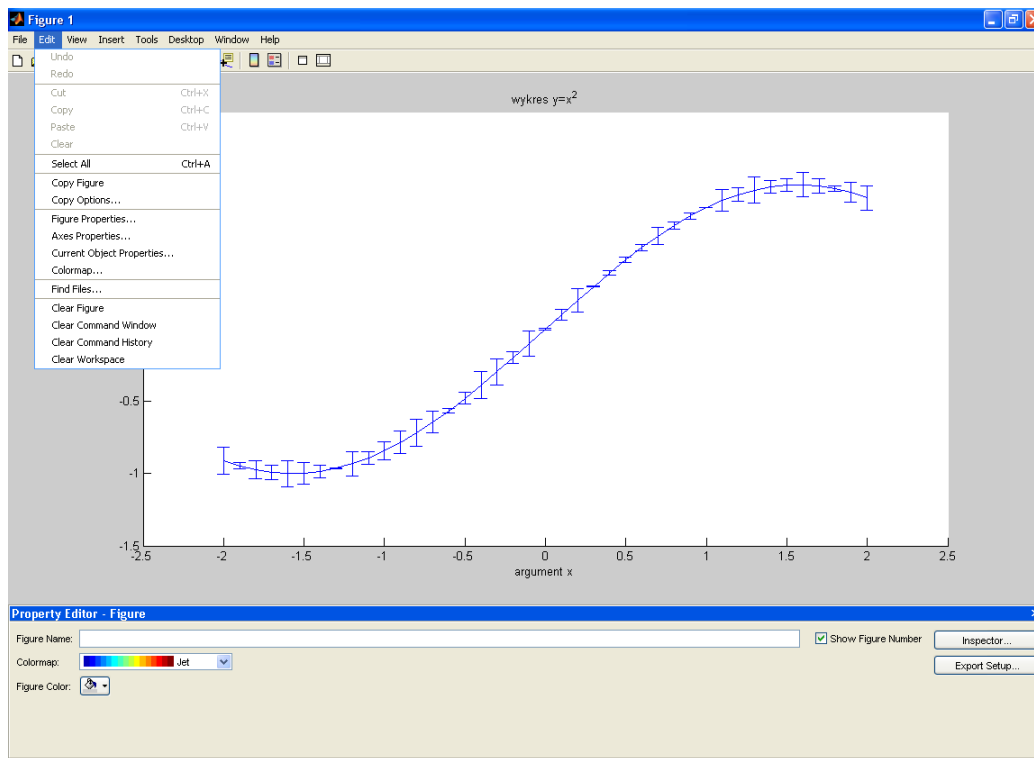 Figure 1
File Edit View Insert Tools Desktop Window Help
Undo
Redo
Cut Ctrl+X
Copy Ctrl+C
Paste Ctrl+V
Clear
Select All Ctrl+A
Copy Figure
Copy Options...
Figure Properties...
Axes Properties...
Current Object Properties...
Colormap...
Find Files...
Clear Figure
Clear Command Window
Clear Command History
Clear Workspace
wykres y=x²
-0.5
-1
-1.5
-2.5 -2 -1.5 -1 -0.5 0 0.5 1 1.5 2 2.5
argument x
Property Editor - Figure
Figure Name: Show Figure Number Inspector...
Colormap: Jet Export Setup...
Figure Color: